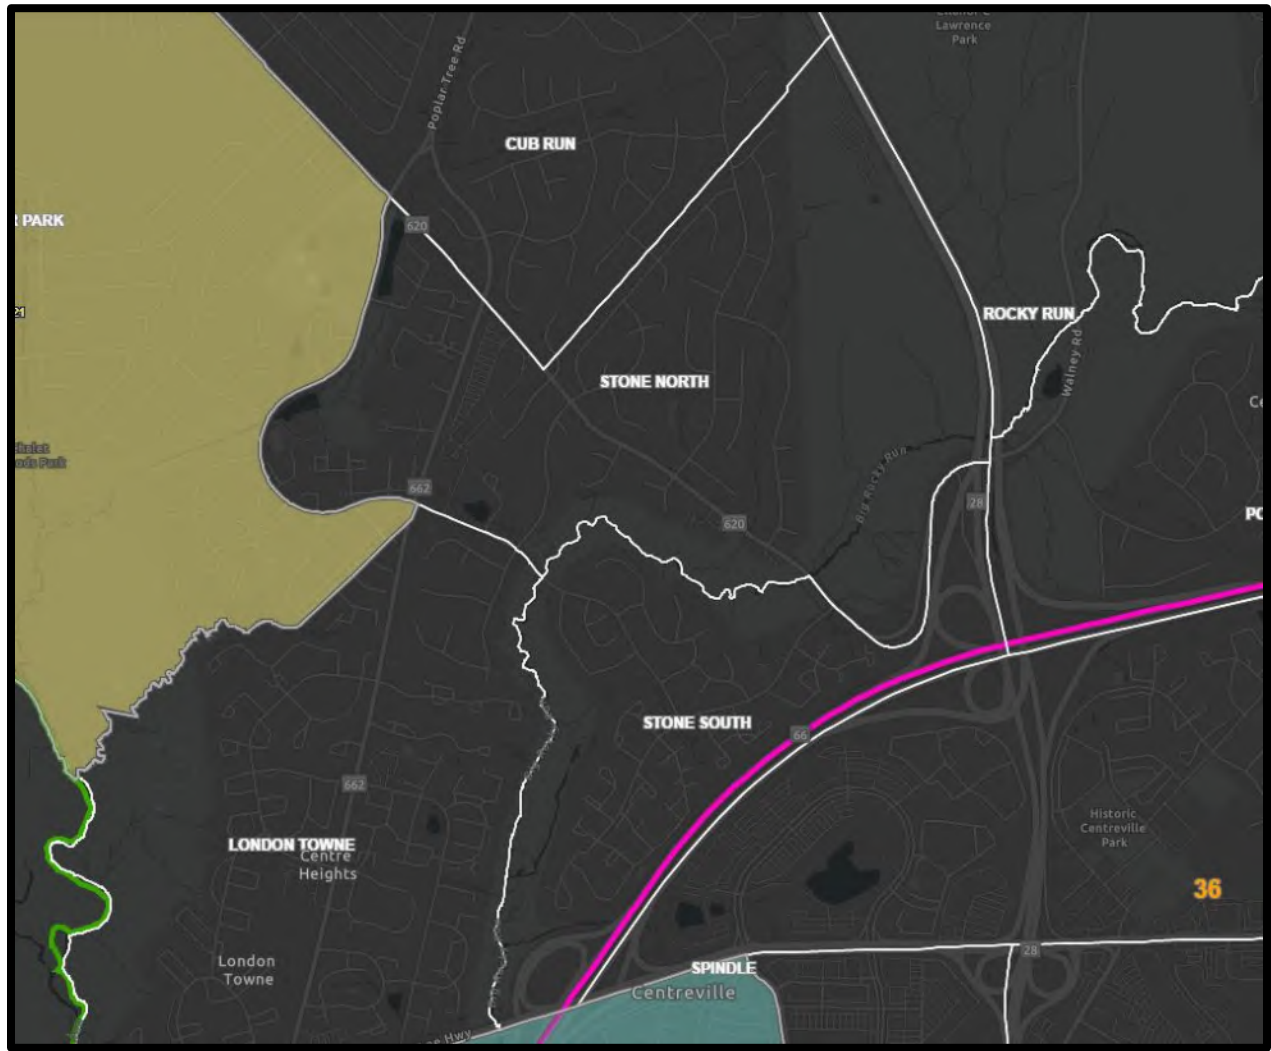 Lawrence
Park
Poplar Tree Rd
CUB RUN
PARK
620
21
ROCKY RUN
Walney Rd
STONE NORTH
Big Rocky Run
662
28
620
STONE SOUTH
66
662
Historic
Centreville
Park
LONDON TOWNE
Centre
Heights
36
London
Towne
28
SPINDLE
Centreville
Hwy